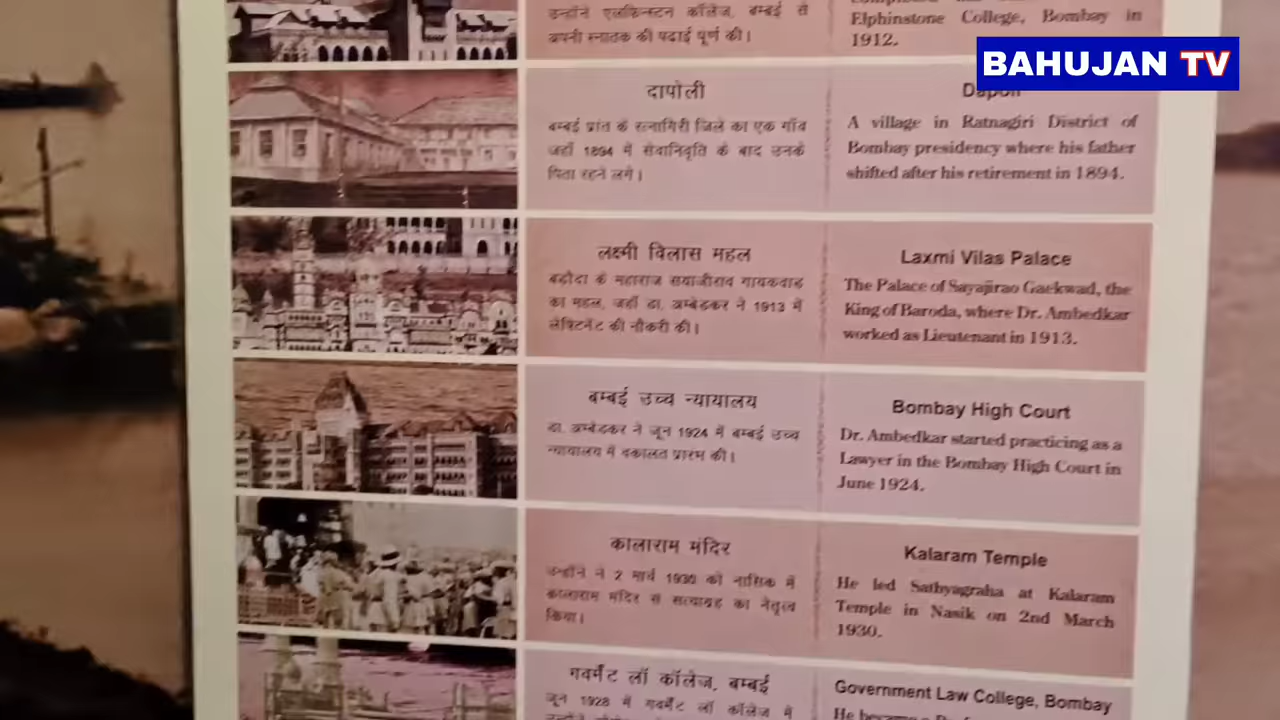 उन्होंने एलफिन्स्टन कॉलेज, बम्बई से
अपनी स्नातक की पढाई पूर्ण की।
Elphinstone College, Bombay in
1912.
BAHUJAN TV
दापोली
बम्बई प्रांत के रत्नागिरी जिले का एक गाँव
जहाँ 1894 में सेवानिवृति के बाद उनके
पिता रहने लगे।
Dapoli
A village in Ratnagiri District of
Bombay presidency where his father
shifted after his retirement in 1894.
लक्ष्मी विलास महल
बड़ोदा के महाराज सयाजीराव गायकवाड
का महल, जहाँ डा. अम्बेडकर ने 1913 में
लेफ्टिनेंट की नौकरी की।
Laxmi Vilas Palace
The Palace of Sayajirao Gaekwad, the
King of Baroda, where Dr. Ambedkar
worked as Lieutenant in 1913.
बम्बई उच्च न्यायालय
डा. अम्बेडकर ने जून 1924 में बम्बई उच्च
न्यायालय में वकालत प्रारंभ की।
Bombay High Court
Dr. Ambedkar started practicing as a
Lawyer in the Bombay High Court in
June 1924.
कालाराम मंदिर
उन्होंने ने 2 मार्च 1930 को नासिक में
कालाराम मंदिर से सत्याग्रह का नेतृत्व
किया।
Kalaram Temple
He led Sathyagraha at Kalaram
Temple in Nasik on 2nd March
1930.
गवर्मेंट लॉ कॉलेज, बम्बई
जून 1928 में गवर्मेंट लॉ कॉलेज में
Government Law College, Bombay
He